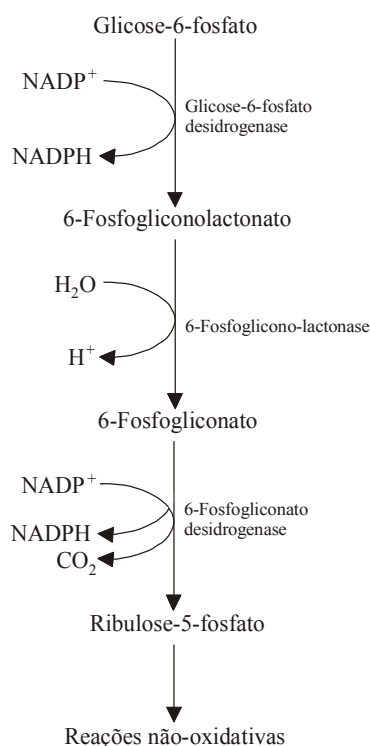 Glicose-6-fosfato
NADP⁺
Glicose-6-fosfato
desidrogenase
NADPH
6-Fosfogliconolactonato
H₂O
6-Fosfoglicono-lactonase
H⁺
6-Fosfogliconato
NADP⁺
6-Fosfogliconato
desidrogenase
NADPH
CO₂
Ribulose-5-fosfato
Reações não-oxidativas